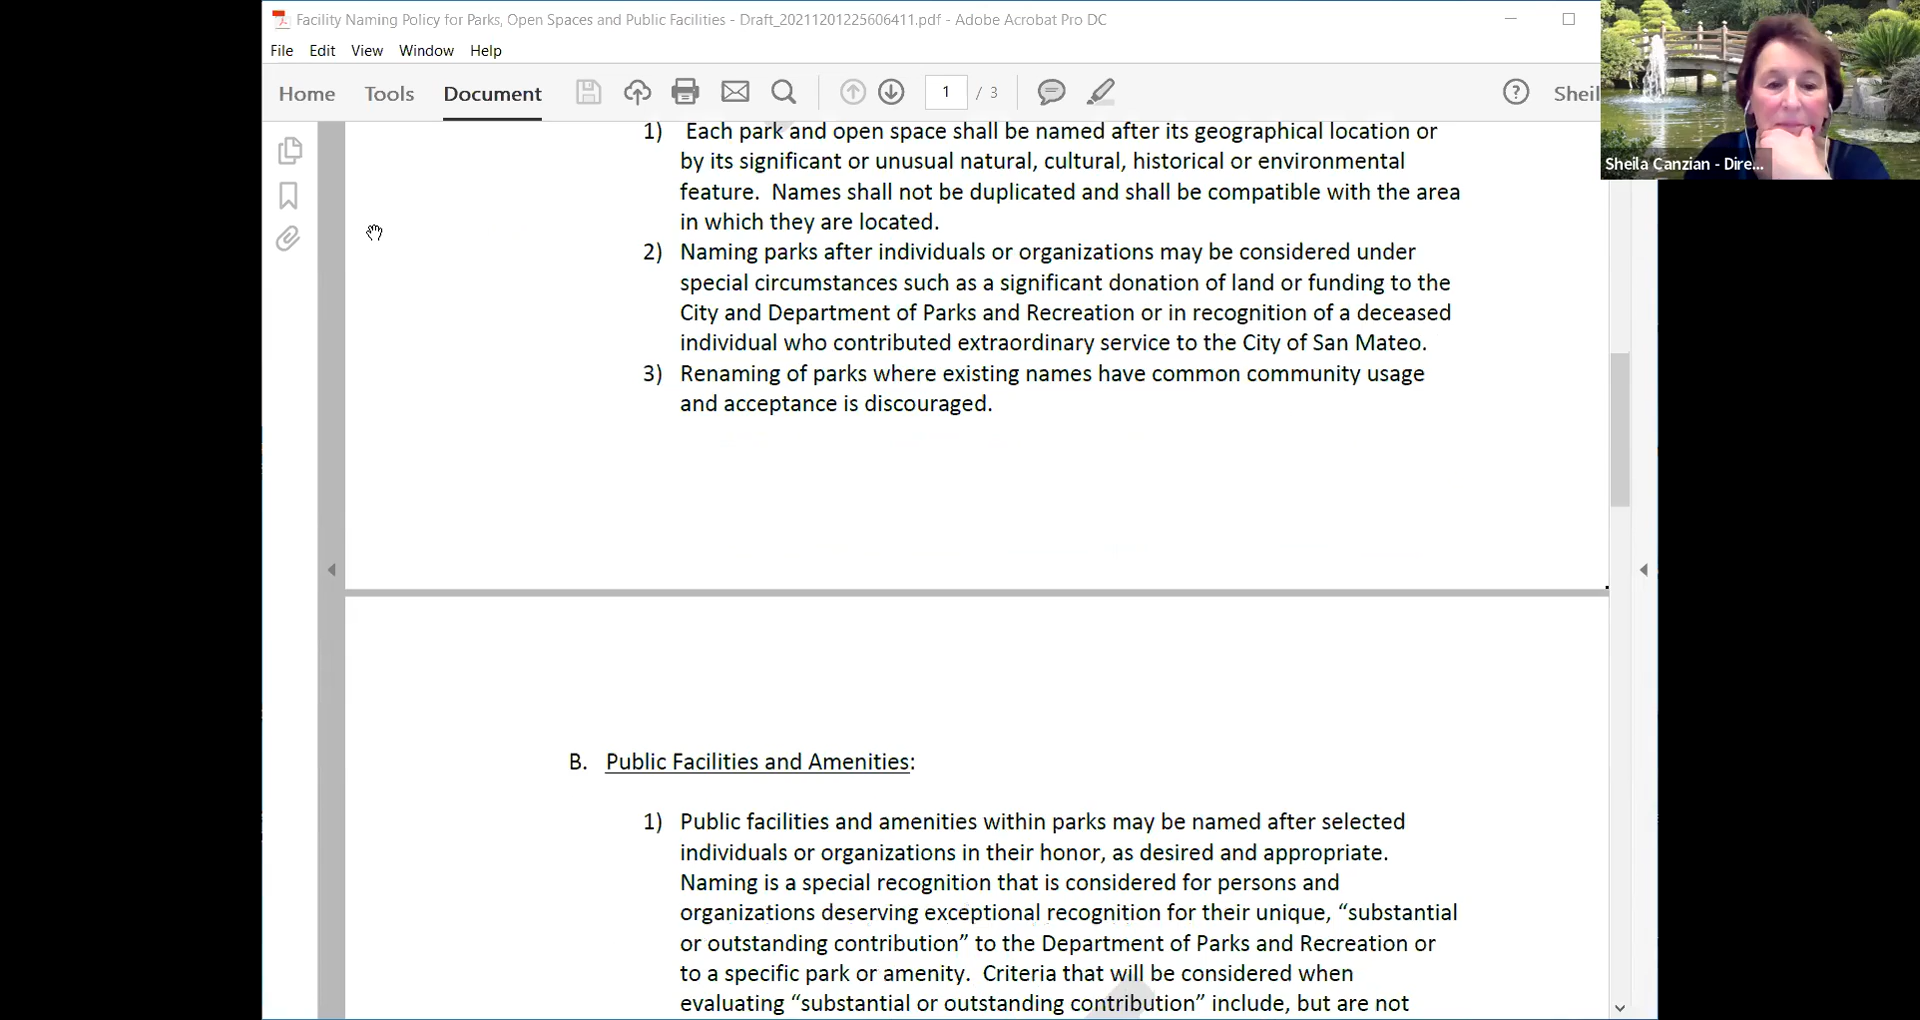 Facility Naming Policy for Parks, Open Spaces and Public Facilities - Draft_20211201225606411.pdf - Adobe Acrobat Pro DC
File Edit View Window Help
Home Tools Document 1 / 3 Sheil
Sheila Canzian - Dire...
1) Each park and open space shall be named after its geographical location or
by its significant or unusual natural, cultural, historical or environmental
feature. Names shall not be duplicated and shall be compatible with the area
in which they are located.
2) Naming parks after individuals or organizations may be considered under
special circumstances such as a significant donation of land or funding to the
City and Department of Parks and Recreation or in recognition of a deceased
individual who contributed extraordinary service to the City of San Mateo.
3) Renaming of parks where existing names have common community usage
and acceptance is discouraged.
B. Public Facilities and Amenities:
1) Public facilities and amenities within parks may be named after selected
individuals or organizations in their honor, as desired and appropriate.
Naming is a special recognition that is considered for persons and
organizations deserving exceptional recognition for their unique, “substantial
or outstanding contribution” to the Department of Parks and Recreation or
to a specific park or amenity. Criteria that will be considered when
evaluating “substantial or outstanding contribution” include, but are not